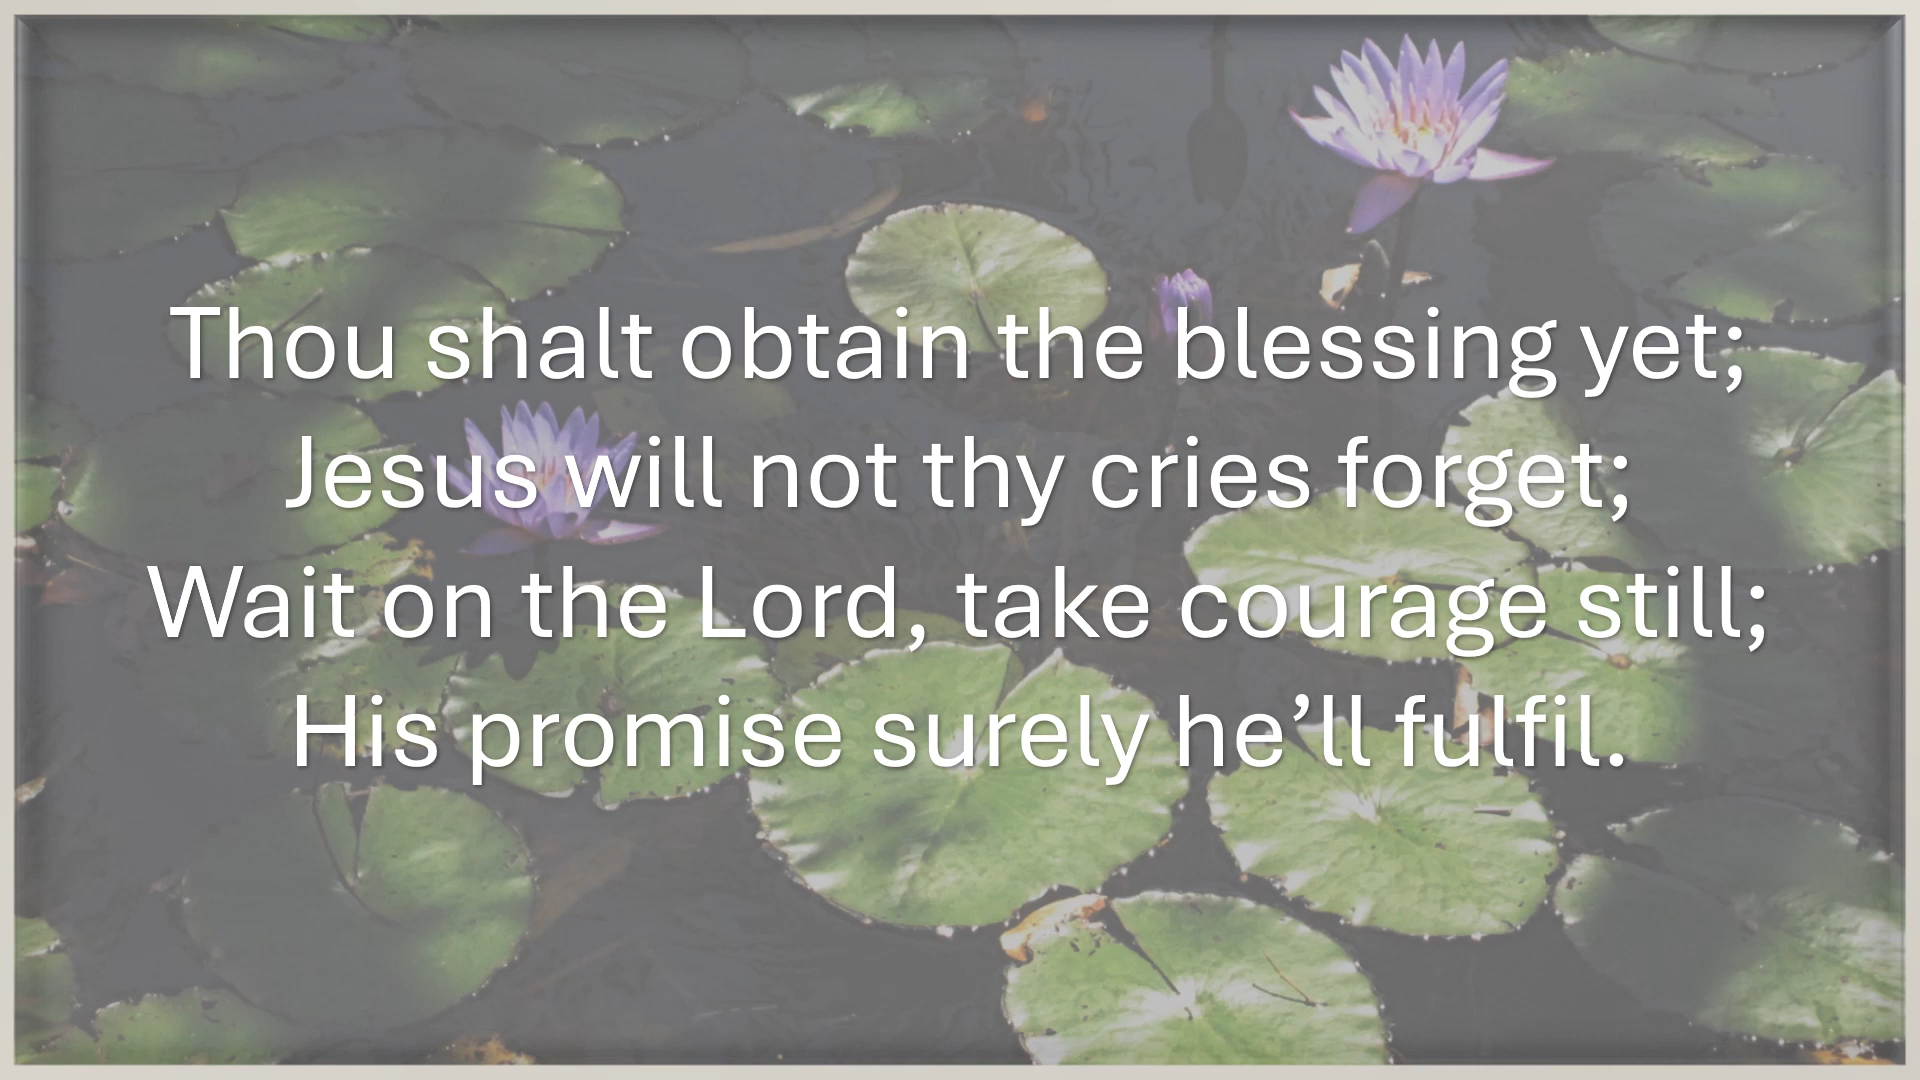 Thou shalt obtain the blessing yet;
Jesus will not thy cries forget;
Wait on the Lord, take courage still;
His promise surely he’ll fulfil.